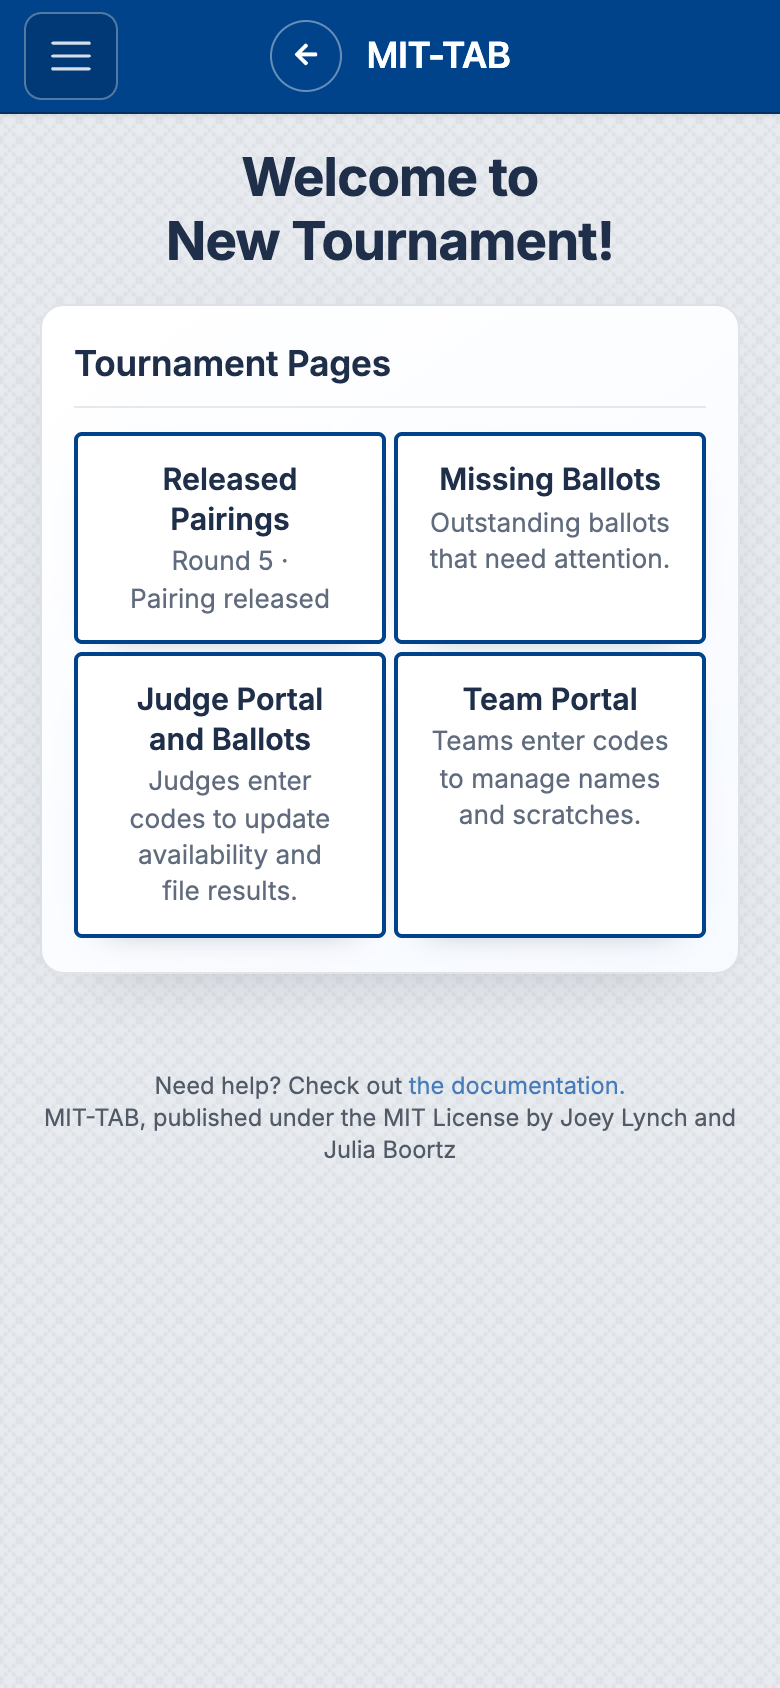 MIT-TAB
Welcome to
New Tournament!
Tournament Pages
Released
Pairings
Round 5 ·
Pairing released
Missing Ballots
Outstanding ballots
that need attention.
Judge Portal
and Ballots
Judges enter
codes to update
availability and
file results.
Team Portal
Teams enter codes
to manage names
and scratches.
Need help? Check out the documentation.
MIT-TAB, published under the MIT License by Joey Lynch and
Julia Boortz